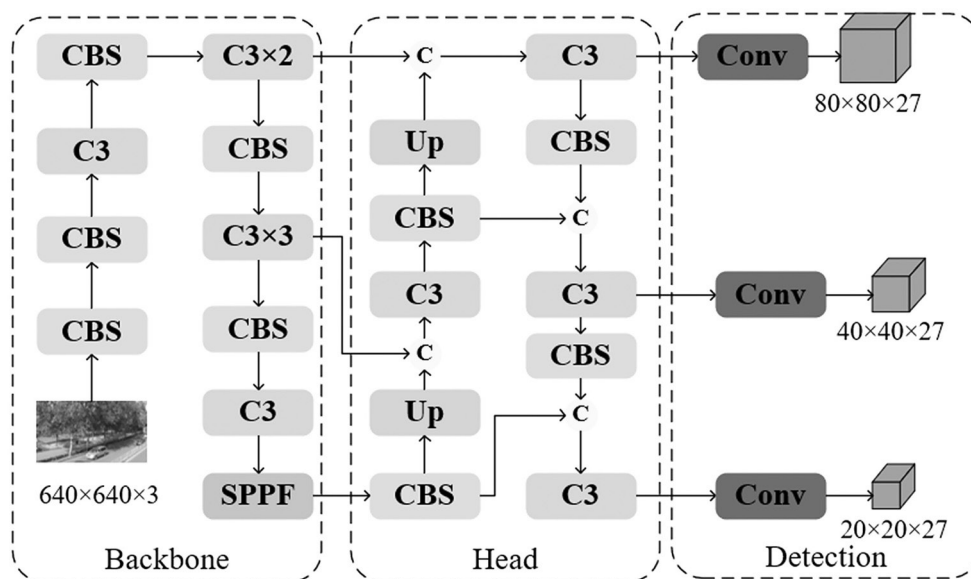 CBS
C3
CBS
CBS
640×640×3
C3×2
CBS
C3×3
CBS
C3
SPPF
Backbone
C
Up
CBS
C3
C
Up
CBS
C3
CBS
C
C3
CBS
C
C3
Head
Conv
80×80×27
Conv
40×40×27
Conv
20×20×27
Detection